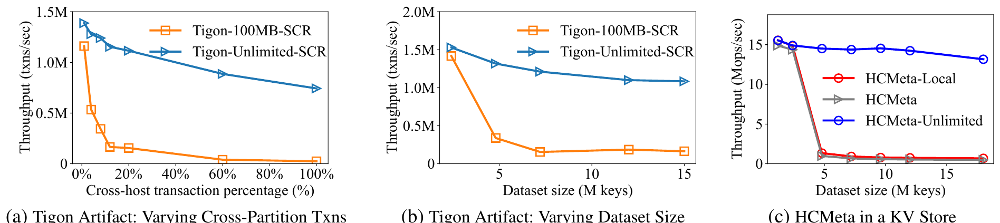 1.5M
1.0M
0.5M
0
Throughput (txns/sec)
Tigon-100MB-SCR
Tigon-Unlimited-SCR
0% 20% 40% 60% 80% 100%
Cross-host transaction percentage (%)
(a) Tigon Artifact: Varying Cross-Partition Txns
2.0M
1.5M
1.0M
0.5M
0
Throughput (txns/sec)
Tigon-100MB-SCR
Tigon-Unlimited-SCR
5 10 15
Dataset size (M keys)
(b) Tigon Artifact: Varying Dataset Size
15
10
5
0
Throughput (Mops/sec)
HCMeta-Local
HCMeta
HCMeta-Unlimited
5 10 15
Dataset size (M keys)
(c) HCMeta in a KV Store